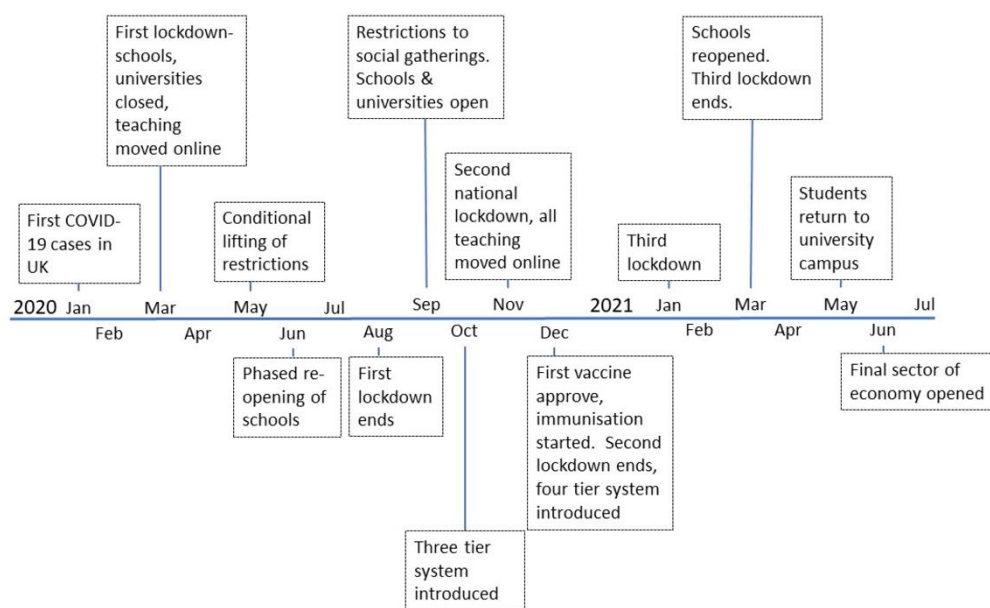 First lockdown-
schools,
universities
closed,
teaching
moved online
Restrictions to
social gatherings.
Schools &
universities open
Schools
reopened.
Third lockdown
ends.
First COVID-
19 cases in
UK
Conditional
lifting of
restrictions
Second
national
lockdown, all
teaching
moved online
Third
lockdown
Students
return to
university
campus
2020 Jan Mar May Jul Sep Nov 2021 Jan Mar May Jul
Feb Apr Jun Aug Oct Dec Feb Apr Jun
Phased re-
opening of
schools
First
lockdown
ends
First vaccine
approve,
immunisation
started. Second
lockdown ends,
four tier system
introduced
Final sector of
economy opened
Three tier
system
introduced